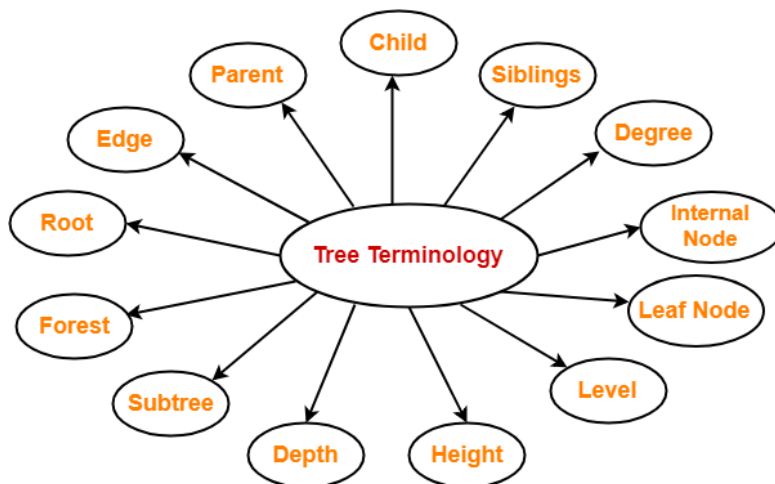 Child
Parent
Siblings
Edge
Degree
Root
Internal
Node
Tree Terminology
Forest
Leaf Node
Subtree
Level
Depth
Height